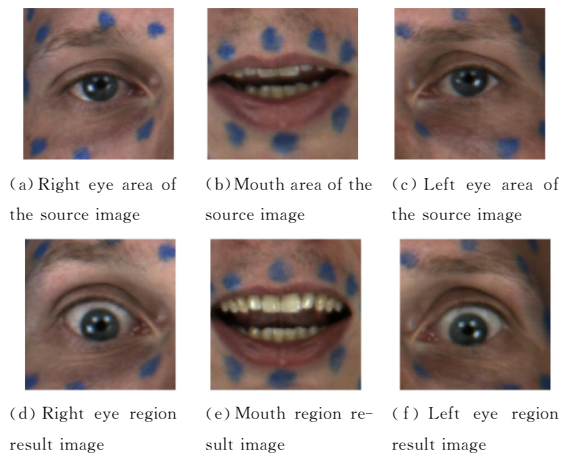 (a) Right eye area of
the source image
(b) Mouth area of the
source image
(c) Left eye area of
the source image
(d) Right eye region
result image
(e) Mouth region re-
sult image
(f) Left eye region
result image